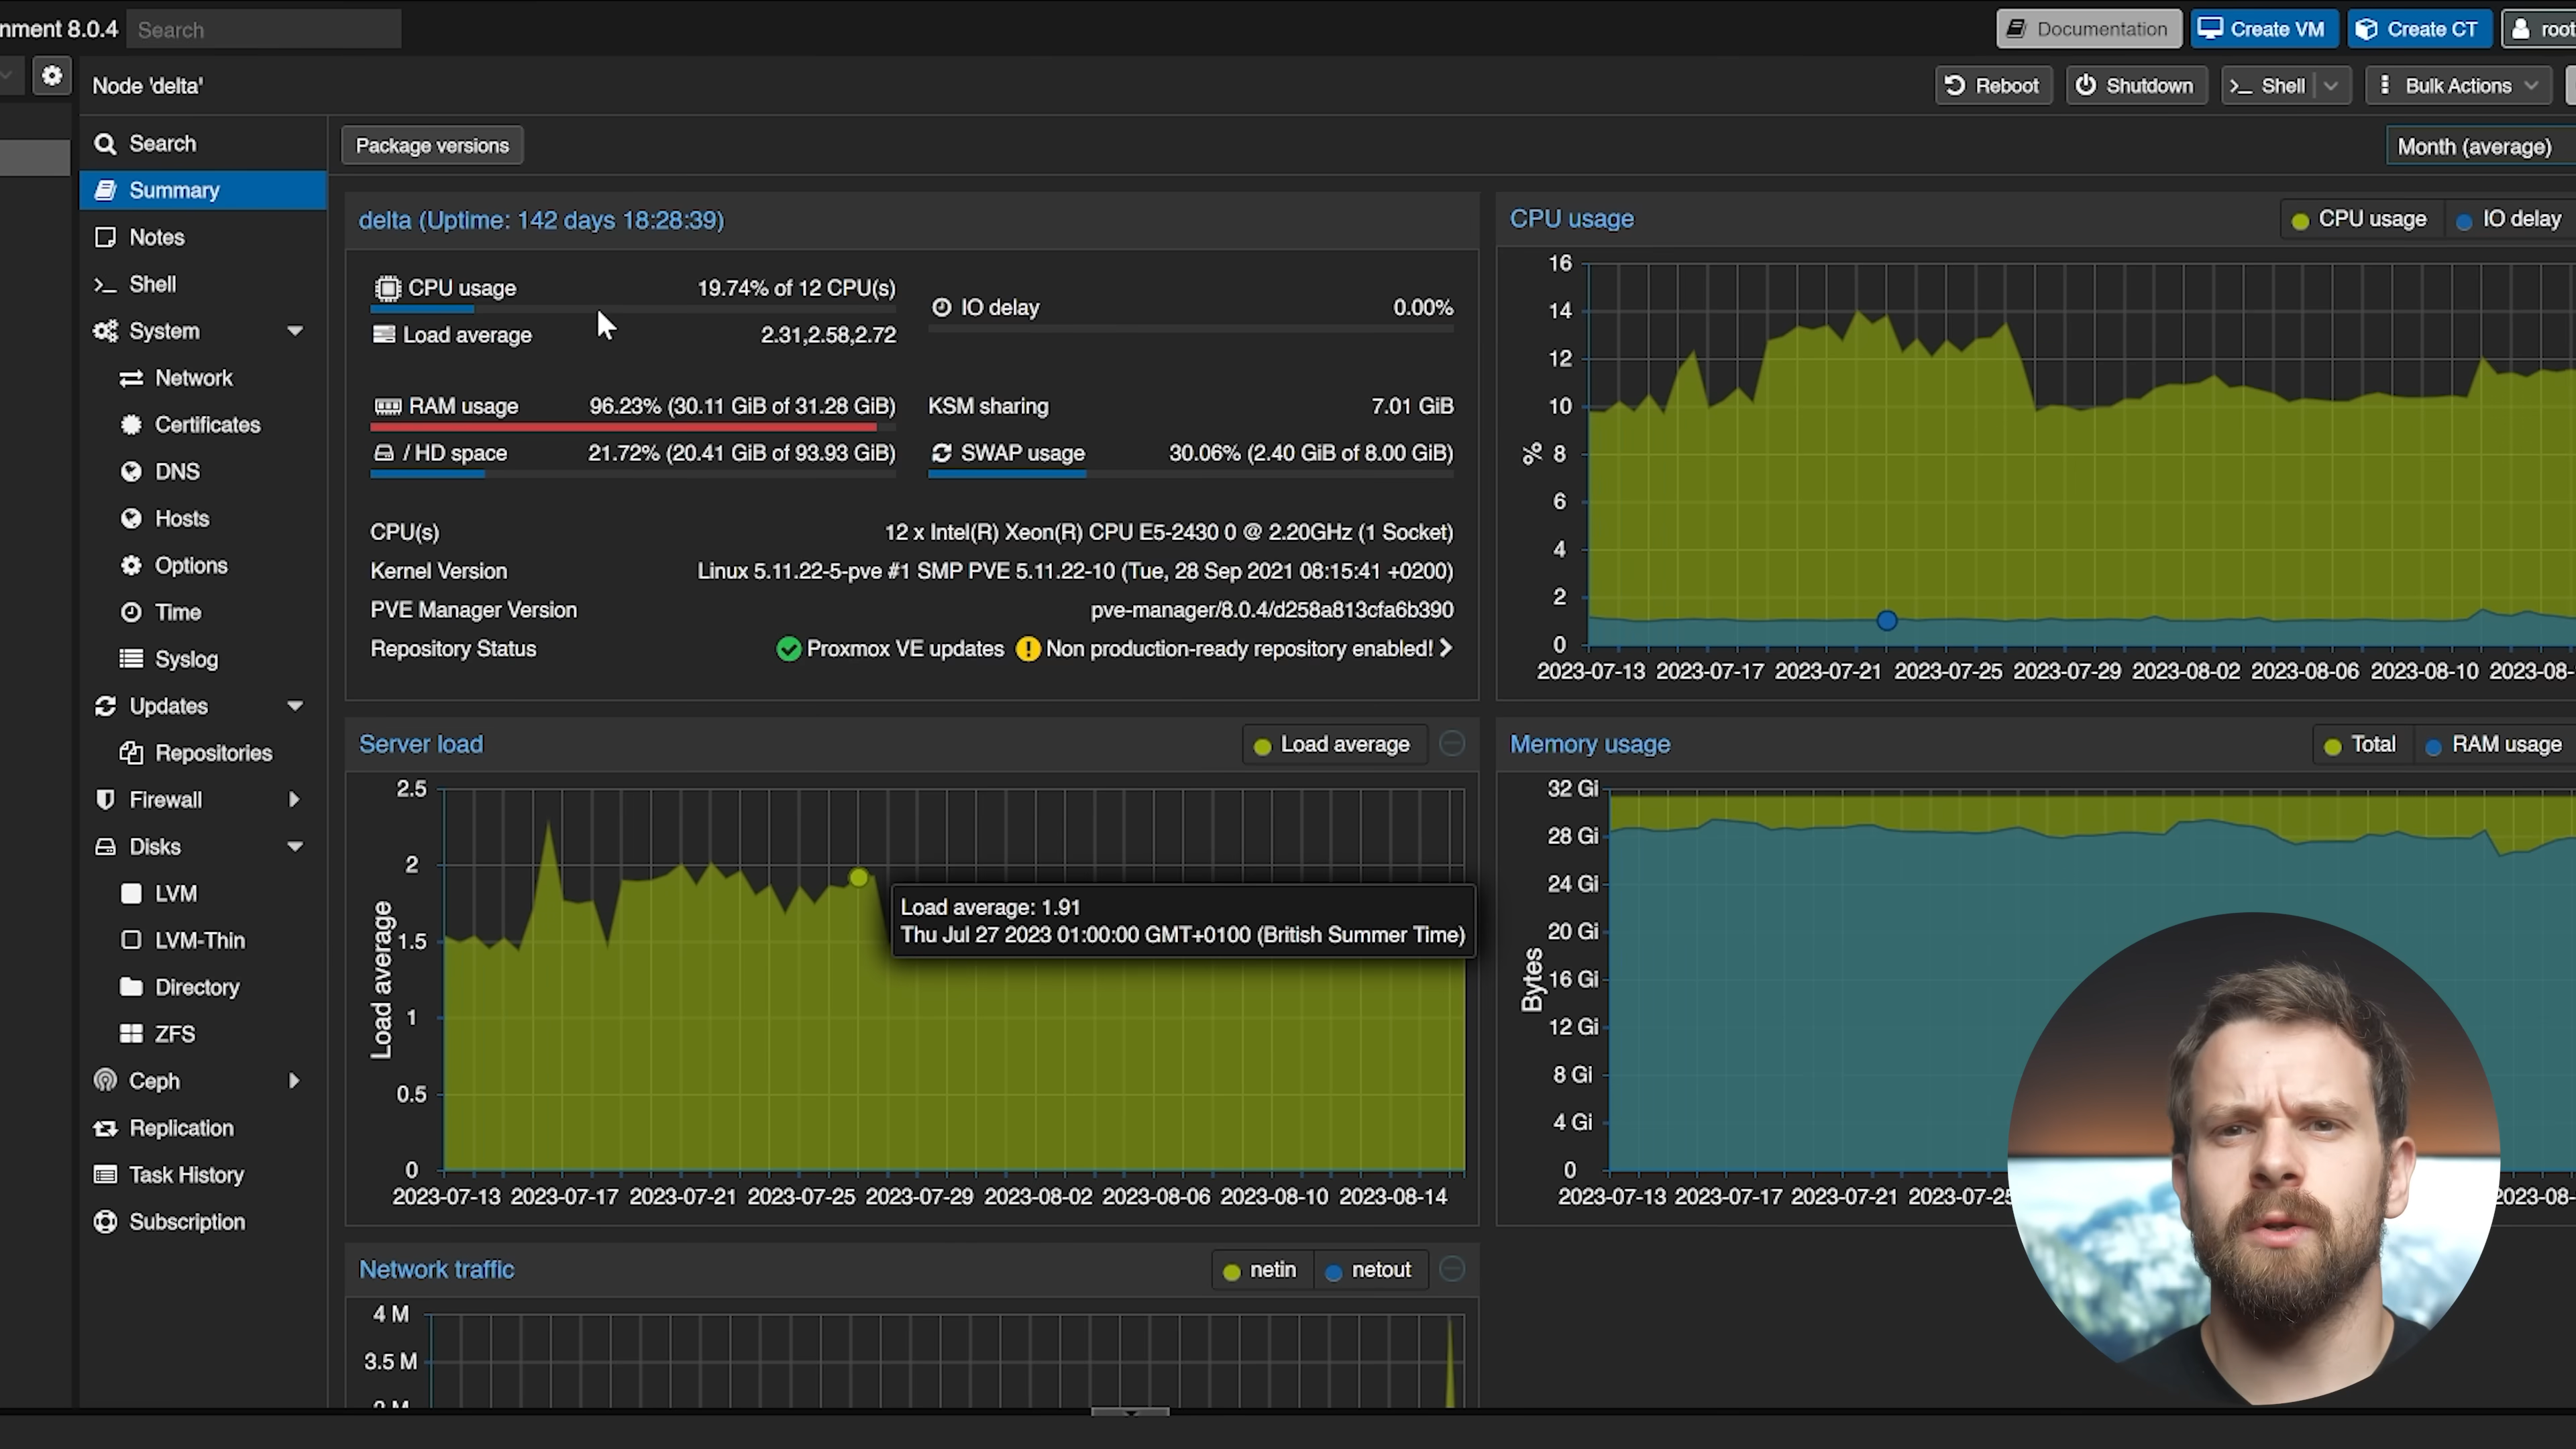 nment 8.0.4
Search
Documentation
Create VM
Create CT
root
Node 'delta'
Reboot
Shutdown
Shell
Bulk Actions
Search
Summary
Notes
Shell
System
Network
Certificates
DNS
Hosts
Options
Time
Syslog
Updates
Repositories
Firewall
Disks
LVM
LVM-Thin
Directory
ZFS
Ceph
Replication
Task History
Subscription
Package versions
Month (average)
delta (Uptime: 142 days 18:28:39)
CPU usage 19.74% of 12 CPU(s)
IO delay 0.00%
Load average 2.31,2.58,2.72
RAM usage 96.23% (30.11 GiB of 31.28 GiB)
KSM sharing 7.01 GiB
/ HD space 21.72% (20.41 GiB of 93.93 GiB)
SWAP usage 30.06% (2.40 GiB of 8.00 GiB)
CPU(s) 12 x Intel(R) Xeon(R) CPU E5-2430 0 @ 2.20GHz (1 Socket)
Kernel Version Linux 5.11.22-5-pve #1 SMP PVE 5.11.22-10 (Tue, 28 Sep 2021 08:15:41 +0200)
PVE Manager Version pve-manager/8.0.4/d258a813cfa6b390
Repository Status Proxmox VE updates Non production-ready repository enabled!
CPU usage
CPU usage IO delay
16
14
12
10
8
6
4
2
0
%
2023-07-13 2023-07-17 2023-07-21 2023-07-25 2023-07-29 2023-08-02 2023-08-06 2023-08-10 2023-08-
Server load
Load average
2.5
2
1.5
1
0.5
0
Load average
Load average: 1.91
Thu Jul 27 2023 01:00:00 GMT+0100 (British Summer Time)
2023-07-13 2023-07-17 2023-07-21 2023-07-25 2023-07-29 2023-08-02 2023-08-06 2023-08-10 2023-08-14
Memory usage
Total RAM usage
32 Gi
28 Gi
24 Gi
20 Gi
16 Gi
12 Gi
8 Gi
4 Gi
0
Bytes
2023-07-13 2023-07-17 2023-07-21 2023-07-25 2023-08-
Network traffic
netin netout
4 M
3.5 M